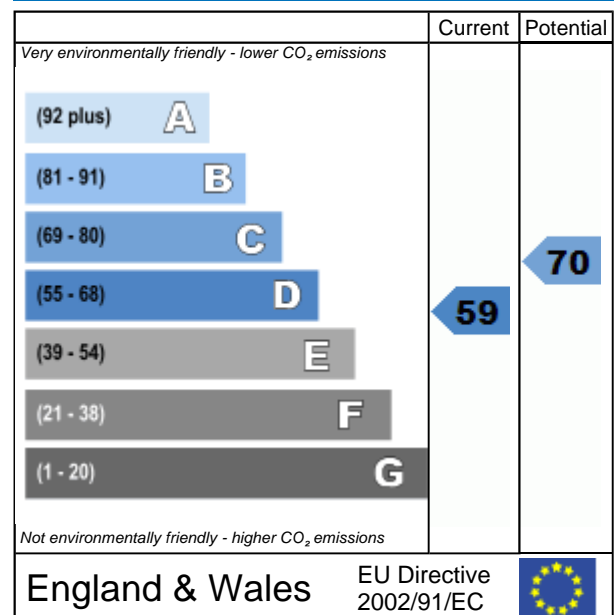 Current Potential
Very environmentally friendly - lower CO₂ emissions
(92 plus) A
(81 - 91) B
(69 - 80) C
70
(55 - 68) D
59
(39 - 54) E
(21 - 38) F
(1 - 20) G
Not environmentally friendly - higher CO₂ emissions
England & Wales
EU Directive
2002/91/EC